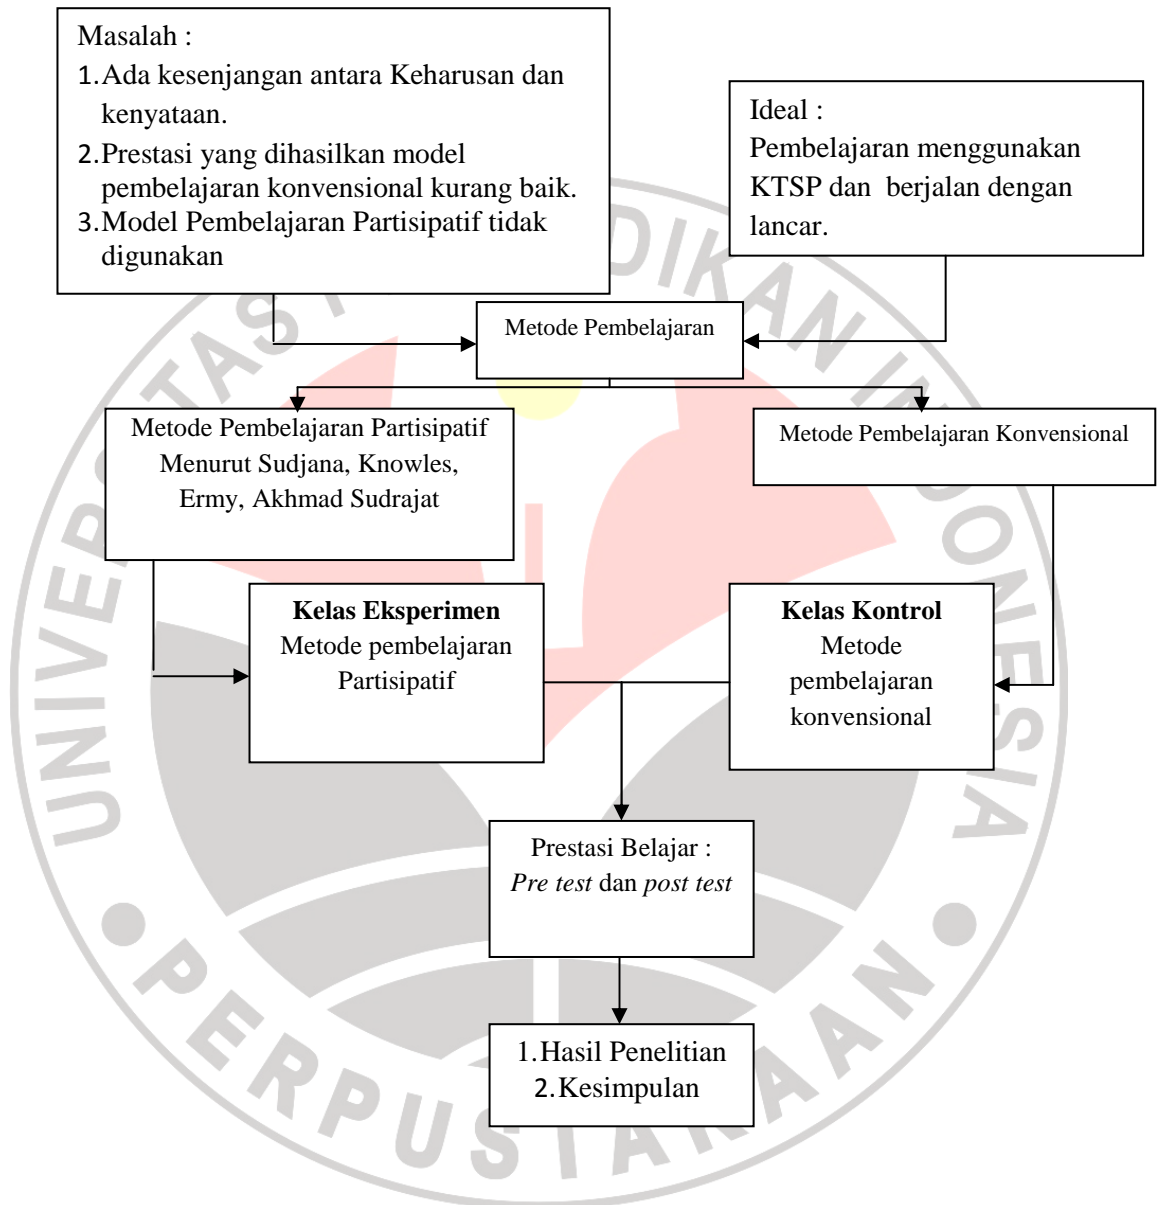 Masalah :
1.Ada kesenjangan antara Keharusan dan
kenyataan.
2.Prestasi yang dihasilkan model
pembelajaran konvensional kurang baik.
3.Model Pembelajaran Partisipatif tidak
digunakan
Ideal :
Pembelajaran menggunakan
KTSP dan berjalan dengan
lancar.
Metode Pembelajaran
Metode Pembelajaran Partisipatif
Menurut Sudjana, Knowles,
Ermy, Akhmad Sudrajat
Metode Pembelajaran Konvensional
Kelas Eksperimen
Metode pembelajaran
Partisipatif
Kelas Kontrol
Metode
pembelajaran
konvensional
Prestasi Belajar :
Pre test dan post test
1.Hasil Penelitian
2.Kesimpulan
INDONESIA
PERPUSTAKAAN